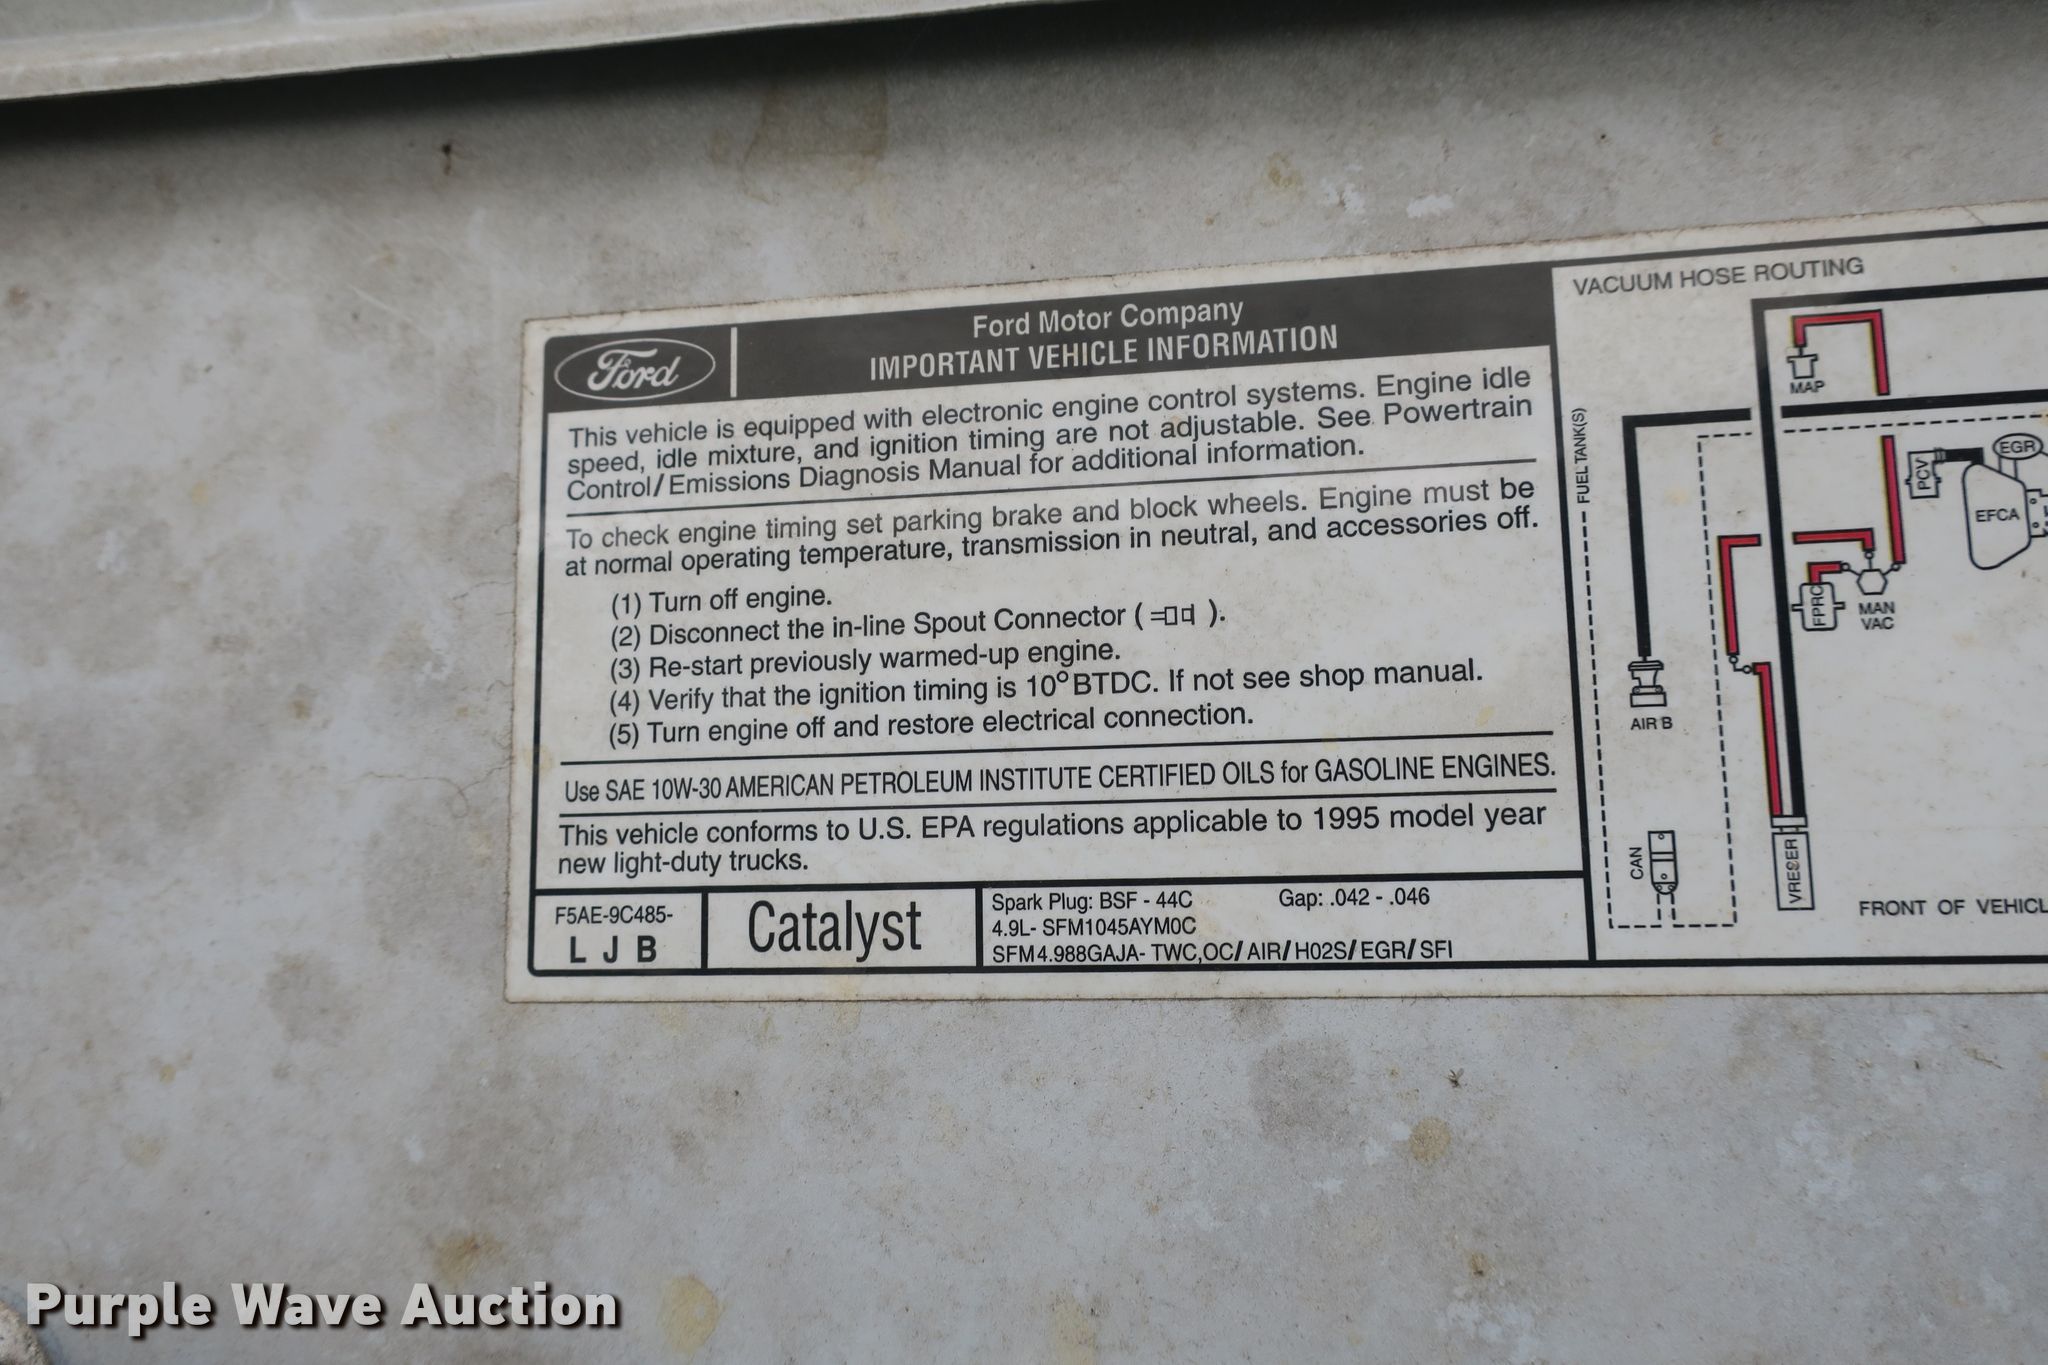 Ford
Ford Motor Company
IMPORTANT VEHICLE INFORMATION
This vehicle is equipped with electronic engine control systems. Engine idle
speed, idle mixture, and ignition timing are not adjustable. See Powertrain
Control/Emissions Diagnosis Manual for additional information.
To check engine timing set parking brake and block wheels. Engine must be
at normal operating temperature, transmission in neutral, and accessories off.
(1) Turn off engine.
(2) Disconnect the in-line Spout Connector ( ).
(3) Re-start previously warmed-up engine.
(4) Verify that the ignition timing is 10° BTDC. If not see shop manual.
(5) Turn engine off and restore electrical connection.
Use SAE 10W-30 AMERICAN PETROLEUM INSTITUTE CERTIFIED OILS for GASOLINE ENGINES.
This vehicle conforms to U.S. EPA regulations applicable to 1995 model year
new light-duty trucks.
F5AE-9C485-
L J B
Catalyst
Spark Plug: BSF - 44C Gap: .042 - .046
4.9L- SFM1045AYM0C
SFM4.988GAJA- TWC,OC/AIR/H02S/EGR/SFI
VACUUM HOSE ROUTING
MAP
FUEL TANK(S)
PCV
EGR
EFCA
FPRC
MAN
VAC
AIR B
CAN
VRESER
FRONT OF VEHICL
Purple Wave Auction